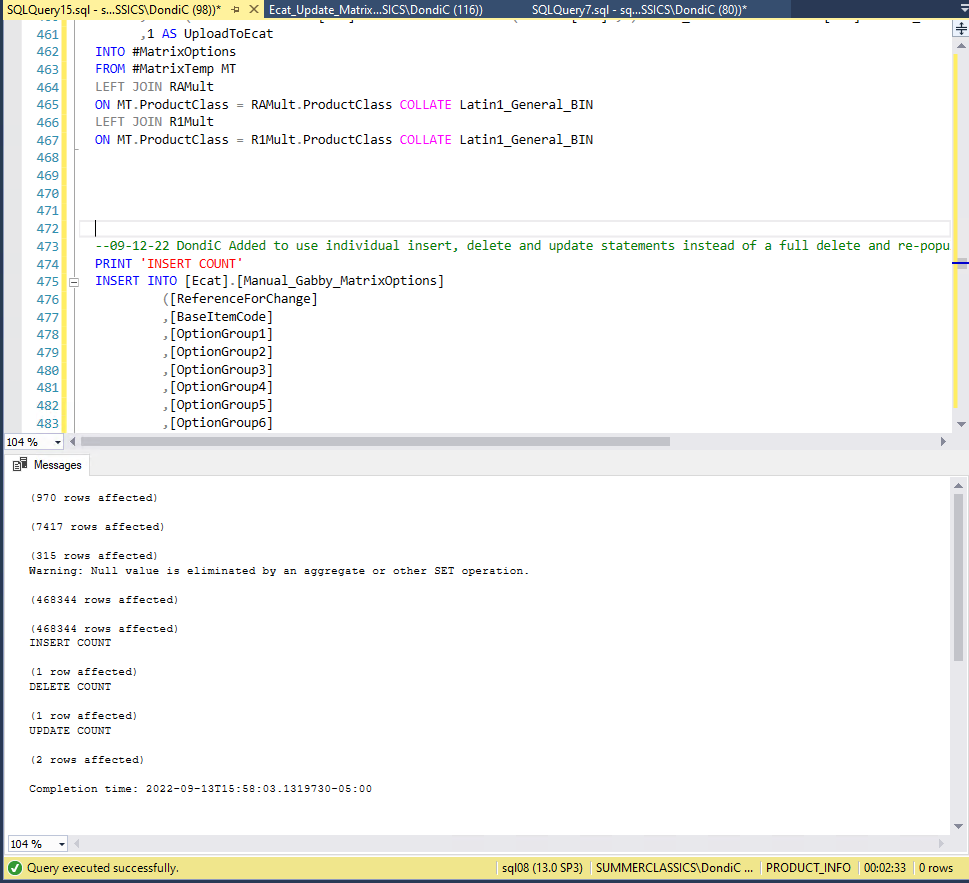 SQLQuery15.sql - s...SSICS\DondiC (98))* Ecat_Update_Matrix...SICS\DondiC (116)) SQLQuery7.sql - sq...SSICS\DondiC (80))*
461 ,1 AS UploadToEcat
462 INTO #MatrixOptions
463 FROM #MatrixTemp MT
464 LEFT JOIN RAMult
465 ON MT.ProductClass = RAMult.ProductClass COLLATE Latin1_General_BIN
466 LEFT JOIN R1Mult
467 ON MT.ProductClass = R1Mult.ProductClass COLLATE Latin1_General_BIN
468
469
470
471
472
473 --09-12-22 DondiC Added to use individual insert, delete and update statements instead of a full delete and re-popu
474 PRINT 'INSERT COUNT'
475 INSERT INTO [Ecat].[Manual_Gabby_MatrixOptions]
476 ([ReferenceForChange]
477 ,[BaseItemCode]
478 ,[OptionGroup1]
479 ,[OptionGroup2]
480 ,[OptionGroup3]
481 ,[OptionGroup4]
482 ,[OptionGroup5]
483 ,[OptionGroup6]
104 %
Messages
(970 rows affected)
(7417 rows affected)
(315 rows affected)
Warning: Null value is eliminated by an aggregate or other SET operation.
(468344 rows affected)
(468344 rows affected)
INSERT COUNT
(1 row affected)
DELETE COUNT
(1 row affected)
UPDATE COUNT
(2 rows affected)
Completion time: 2022-09-13T15:58:03.1319730-05:00
104 %
Query executed successfully. sql08 (13.0 SP3) SUMMERCLASSICS\DondiC ... PRODUCT_INFO 00:02:33 0 rows